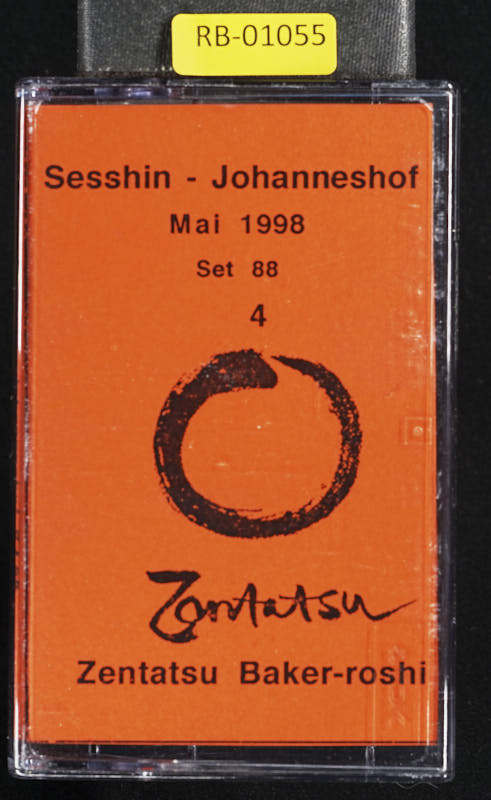 RB-01055
Sesshin - Johanneshof
Mai 1998
Set 88
4
Zentatsu
Zentatsu Baker-roshi